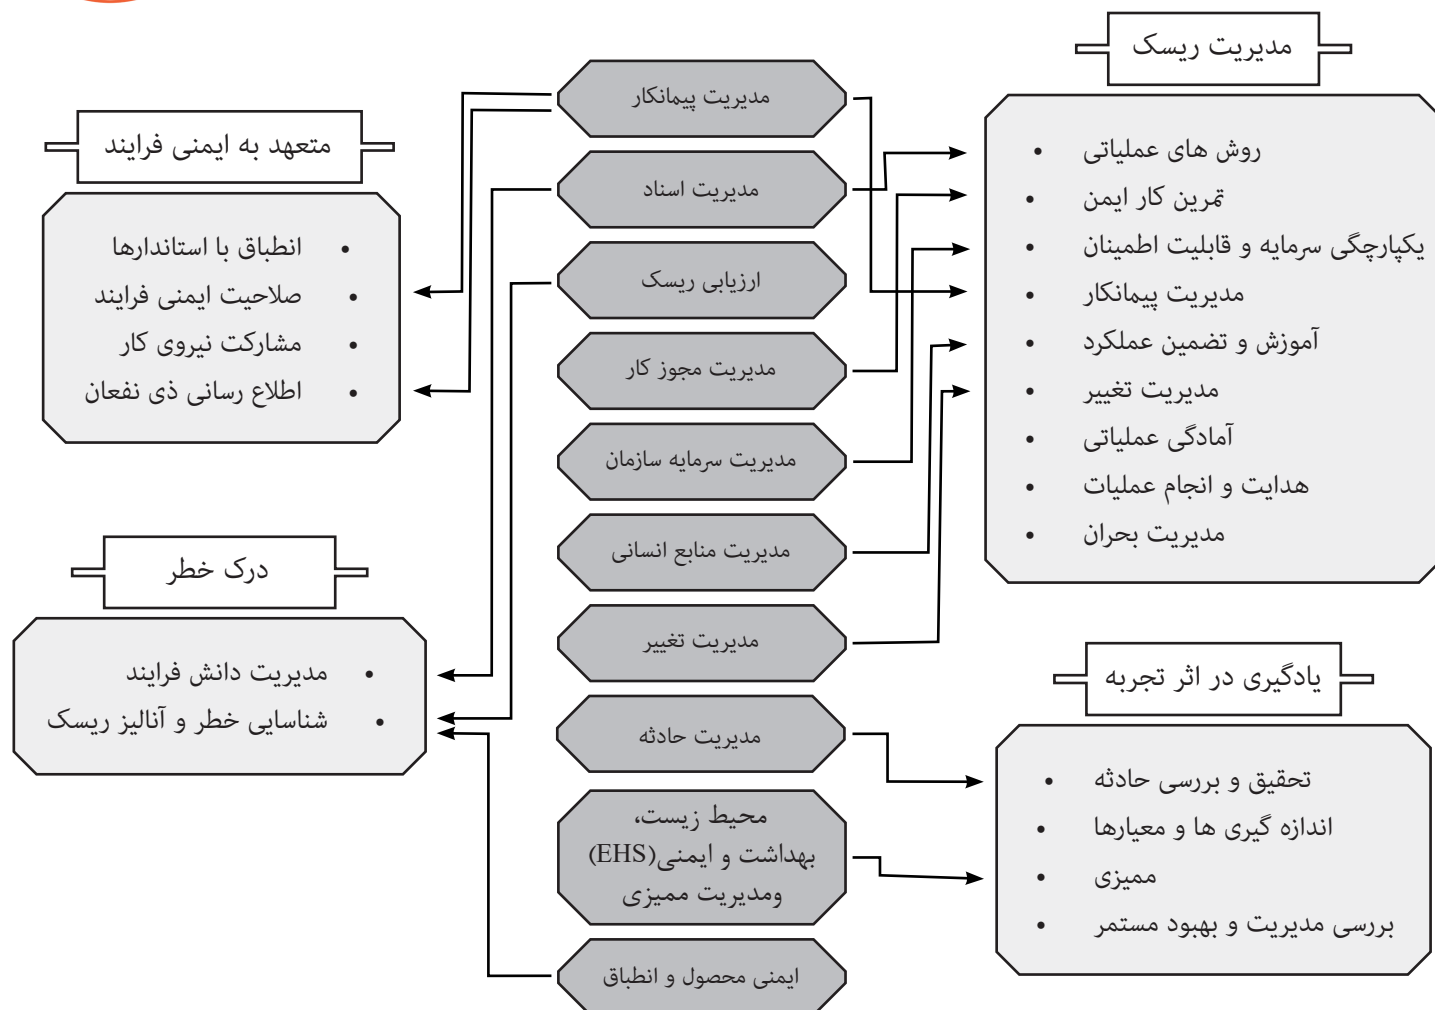 مدیریت ریسک
روش های عملیاتی
تمرین کار ایمن
یکپارچگی سرمایه و قابلیت اطمینان
مدیریت پیمانکار
آموزش و تضمین عملکرد
مدیریت تغییر
آمادگی عملیاتی
هدایت و انجام عملیات
مدیریت بحران
یادگیری در اثر تجربه
تحقیق و بررسی حادثه
اندازه گیری ها و معیارها
ممیزی
بررسی مدیریت و بهبود مستمر
مدیریت پیمانکار
مدیریت اسناد
ارزیابی ریسک
مدیریت مجوز کار
مدیریت سرمایه سازمان
مدیریت منابع انسانی
مدیریت تغییر
مدیریت حادثه
محیط زیست،
بهداشت و ایمنی(EHS)
ومدیریت ممیزی
ایمنی محصول و انطباق
متعهد به ایمنی فرایند
انطباق با استاندارها
صلاحیت ایمنی فرایند
مشارکت نیروی کار
اطلاع رسانی ذی نفعان
درک خطر
مدیریت دانش فرایند
شناسایی خطر و آنالیز ریسک